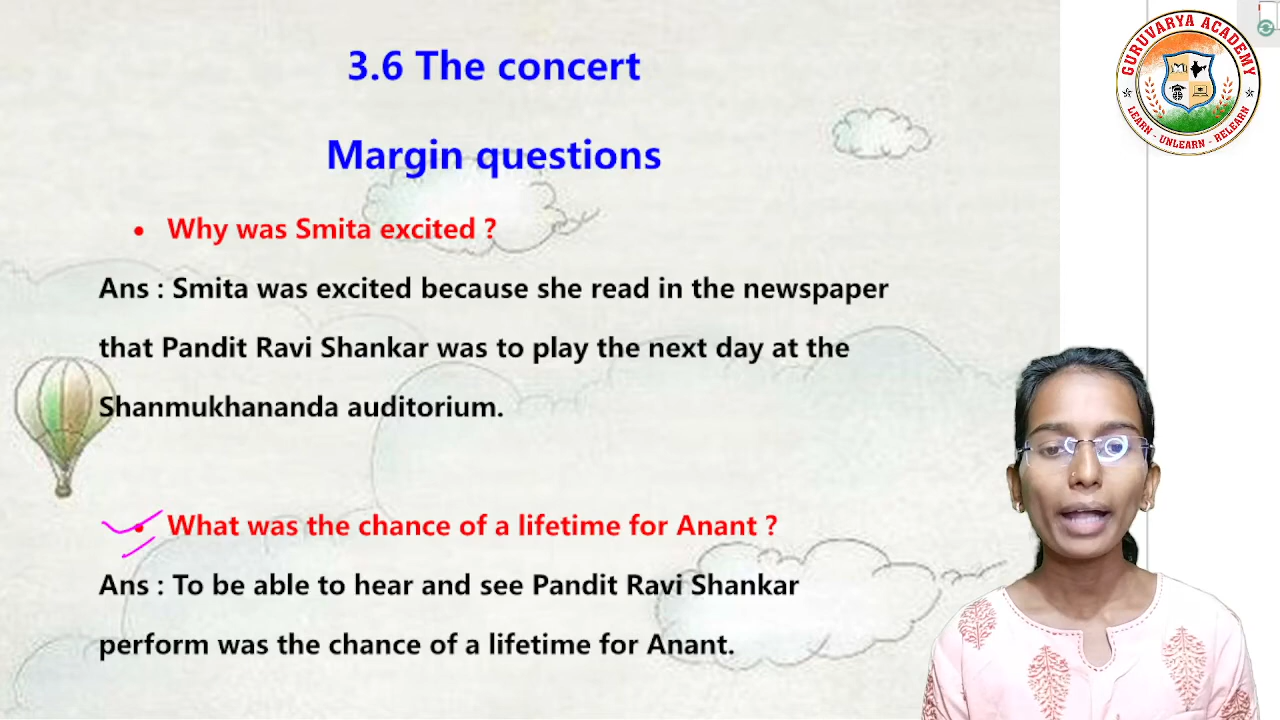 3.6 The concert
Margin questions
• Why was Smita excited ?
Ans : Smita was excited because she read in the newspaper
that Pandit Ravi Shankar was to play the next day at the
Shanmukhananda auditorium.
• What was the chance of a lifetime for Anant ?
Ans : To be able to hear and see Pandit Ravi Shankar
perform was the chance of a lifetime for Anant.
GURUVARYA ACADEMY
LEARN - UNLEARN - RELEARN